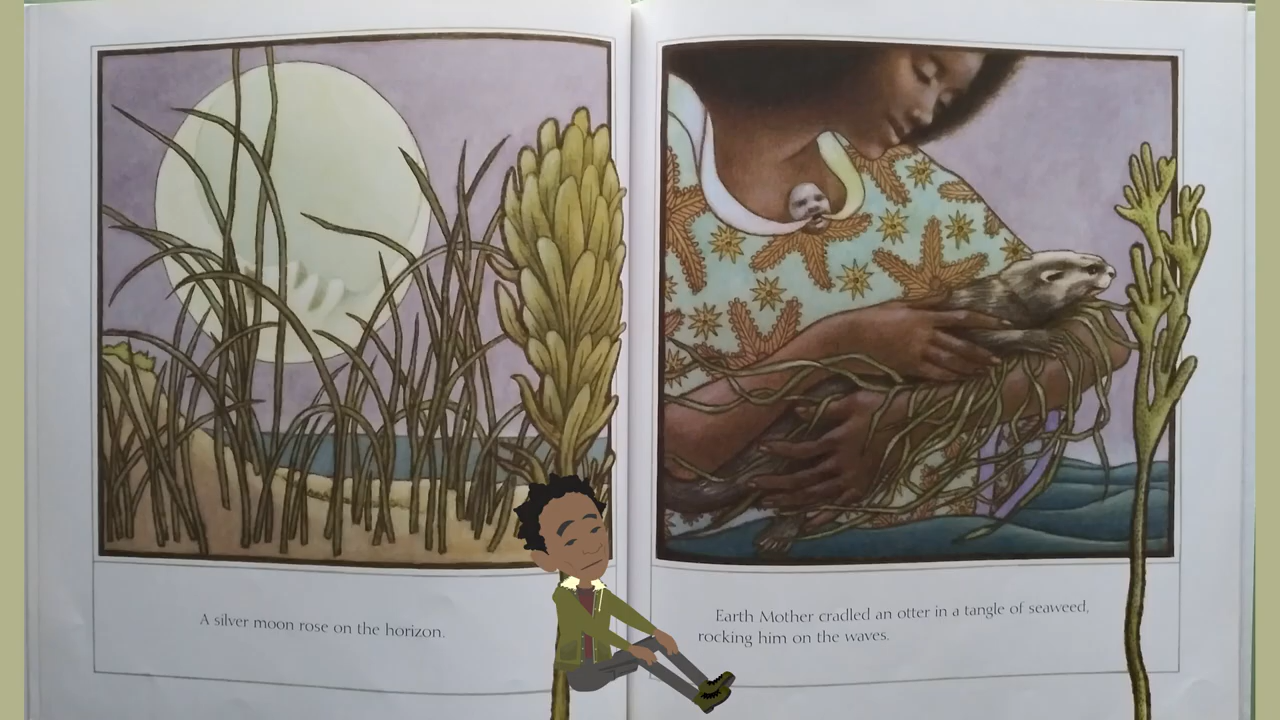 A silver moon rose on the horizon.
Earth Mother cradled an otter in a tangle of seaweed,
rocking him on the waves.